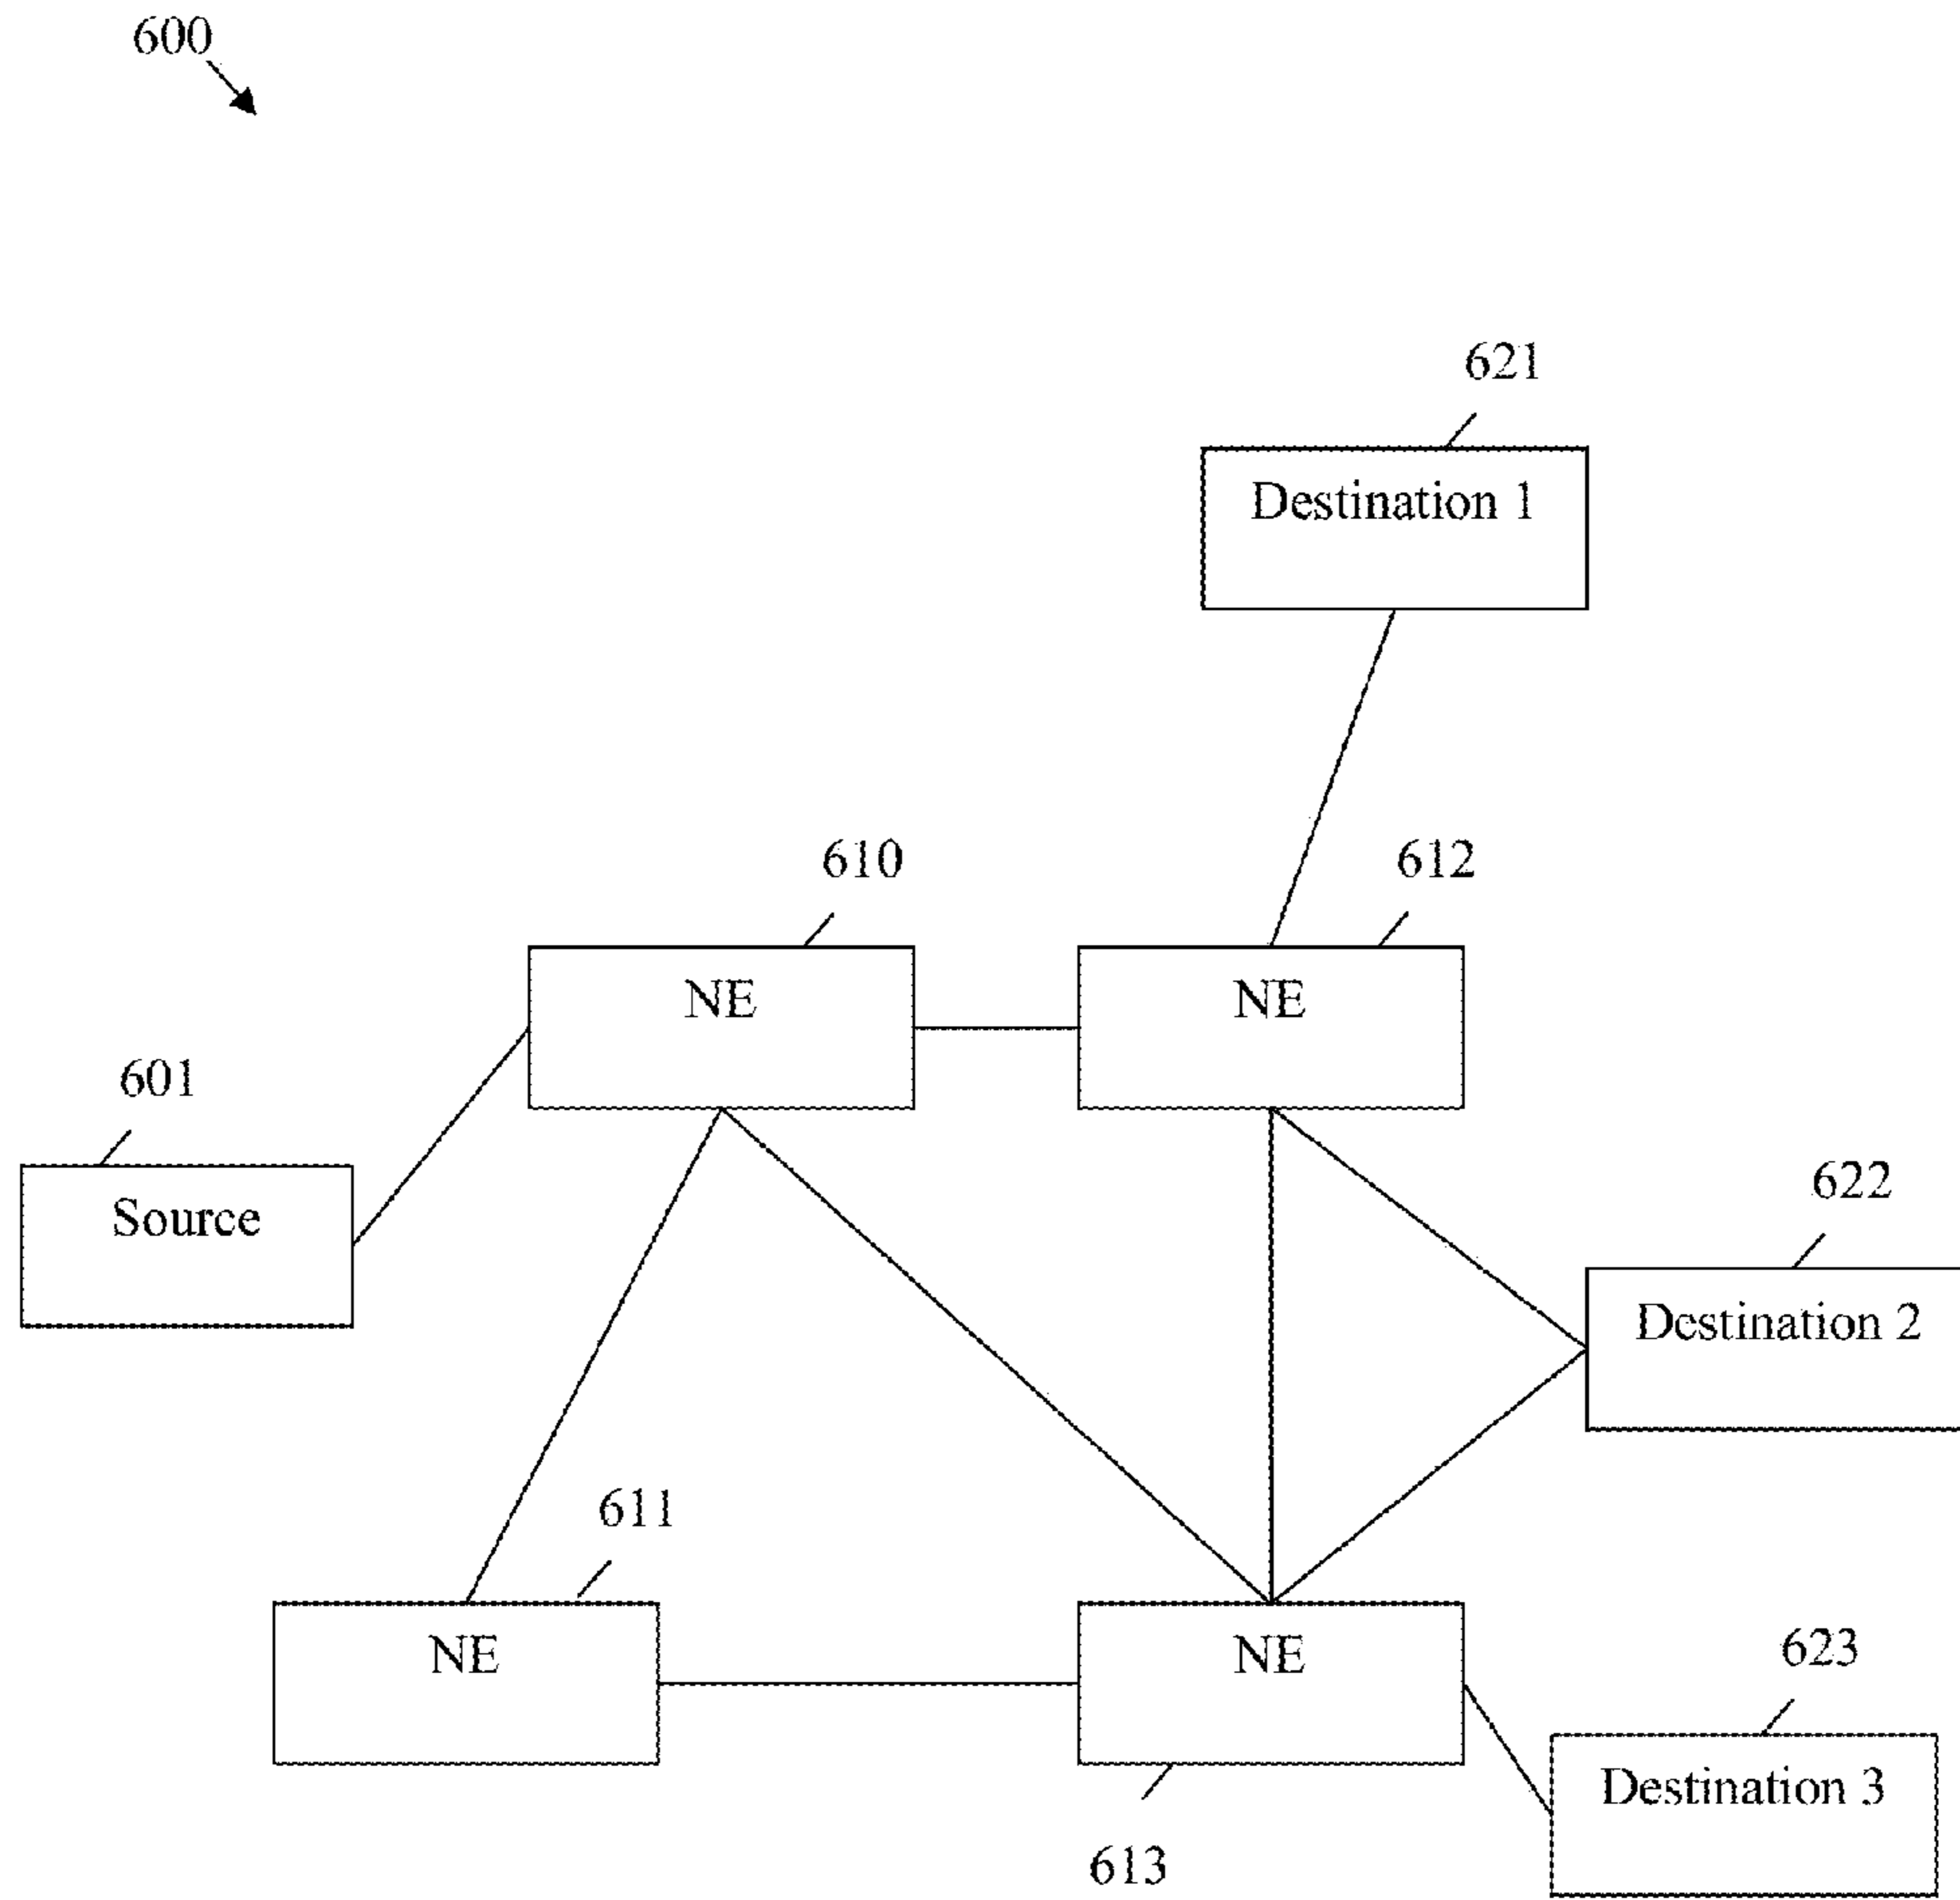 600
621
Destination 1
610
612
NE
NE
601
Source
622
Destination 2
611
NE
NE
623
Destination 3
613